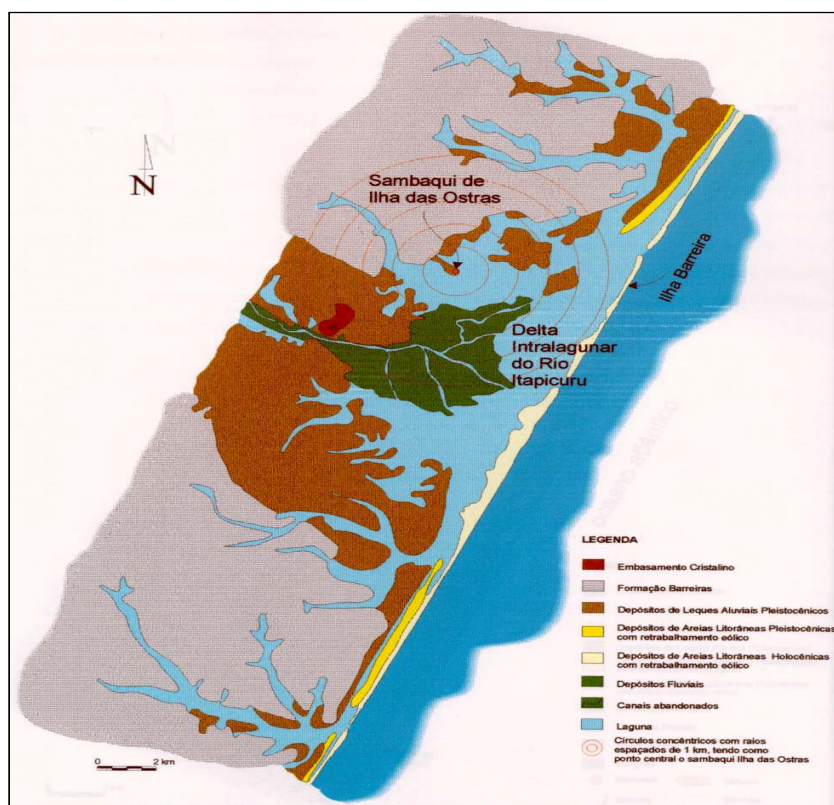 N
Sambaqui de
Ilha das Ostras
Ilha Barreira
Delta
Intralagunar
do Rio
Itapicuru
oceano atlântico
LEGENDA
Embasamento Cristalino
Formação Barreiras
Depósitos de Leques Aluviais Pleistocênicos
Depósitos de Areias Litorâneas Pleistocênicas
com retrabalhamento eólico
Depósitos de Areias Litorâneas Holocênicas
com retrabalhamento eólico
Depósitos Fluviais
Canais abandonados
Laguna
Círculos concêntricos com raios
espaçados de 1 km, tendo como
ponto central o sambaqui Ilha das Ostras
0 2 km